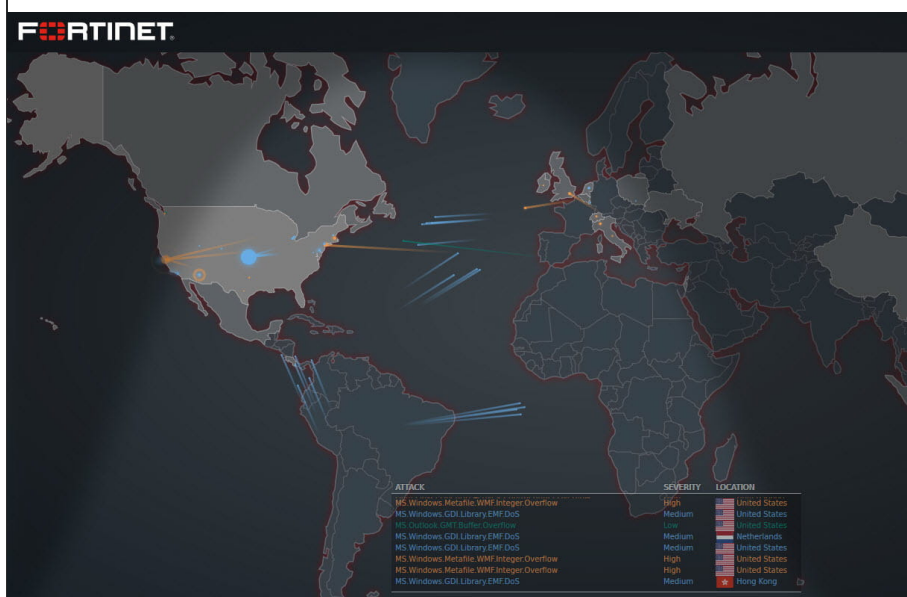 FORTINET
ATTACK SEVERITY LOCATION
MS.Windows.Metafile.WMF.Integer.Overflow High United States
MS.Windows.GDI.Library.EMF.DoS Medium United States
MS.Outlook.GMT.Buffer.Overflow Low United States
MS.Windows.GDI.Library.EMF.DoS Medium Netherlands
MS.Windows.GDI.Library.EMF.DoS Medium United States
MS.Windows.Metafile.WMF.Integer.Overflow High United States
MS.Windows.Metafile.WMF.Integer.Overflow High United States
MS.Windows.GDI.Library.EMF.DoS Medium Hong Kong